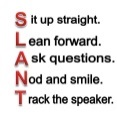 Sit up straight.
Lean forward.
Ask questions.
Nod and smile.
Track the speaker.